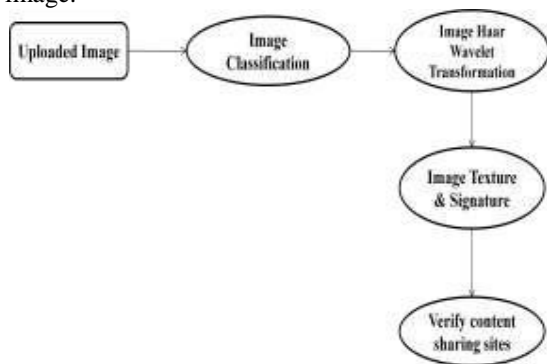 image.
Uploaded Image
Image
Classification
Image Haar
Wavelet
Transformation
Image Texture
& Signature
Verify content
sharing sites